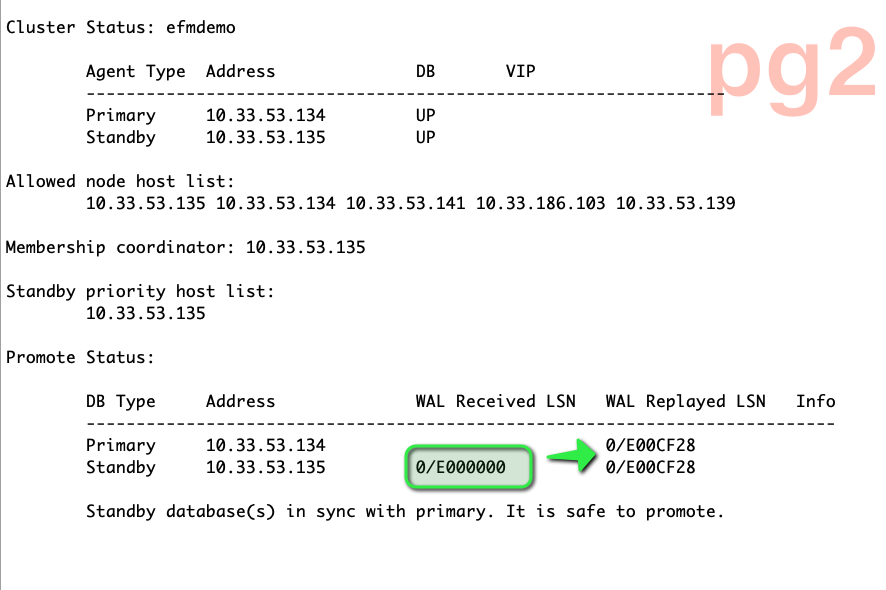 Cluster Status: efmdemo
pg2
Agent Type Address DB VIP
-----------------------------------------------------------------
Primary 10.33.53.134 UP
Standby 10.33.53.135 UP
Allowed node host list:
10.33.53.135 10.33.53.134 10.33.53.141 10.33.186.103 10.33.53.139
Membership coordinator: 10.33.53.135
Standby priority host list:
10.33.53.135
Promote Status:
DB Type Address WAL Received LSN WAL Replayed LSN Info
---------------------------------------------------------------------------
Primary 10.33.53.134 0/E00CF28
Standby 10.33.53.135 0/E000000 0/E00CF28
Standby database(s) in sync with primary. It is safe to promote.